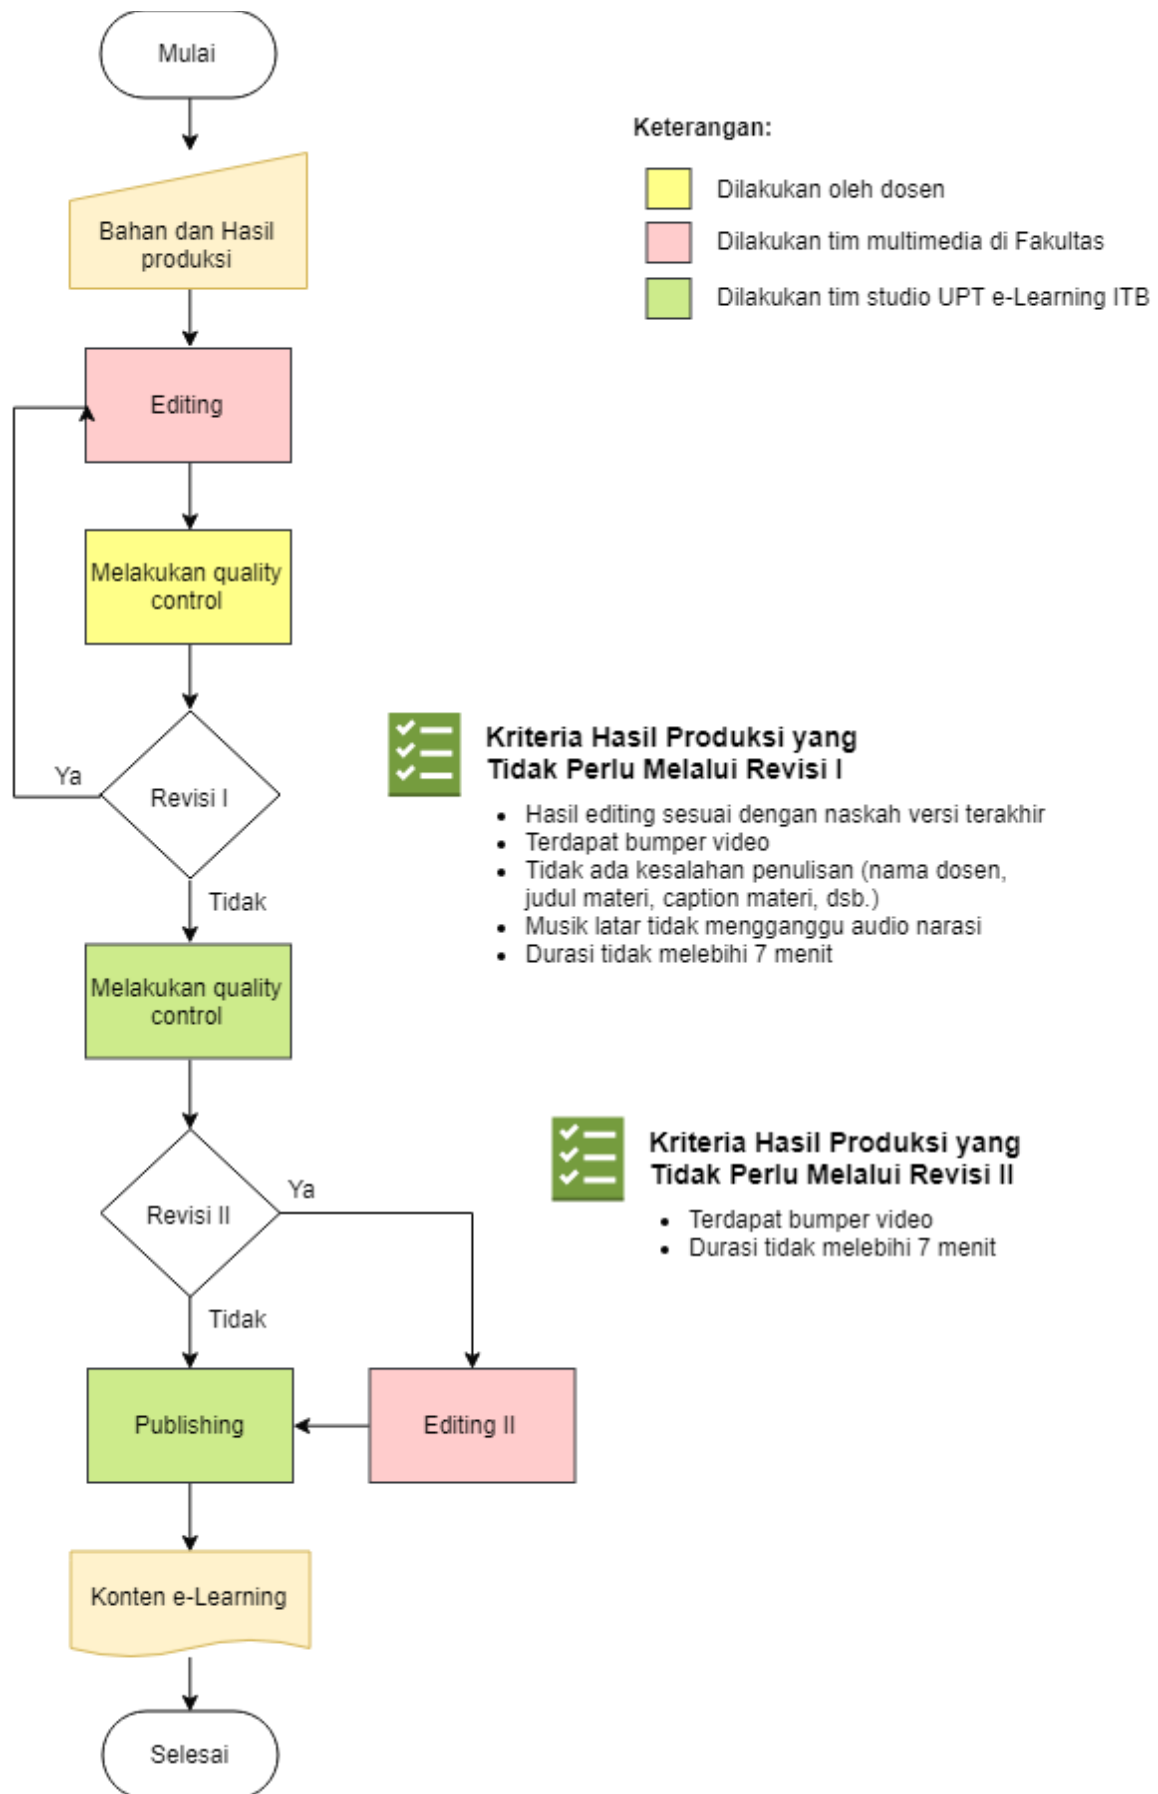 Mulai
Keterangan:
Dilakukan oleh dosen
Dilakukan tim multimedia di Fakultas
Dilakukan tim studio UPT e-Learning ITB
Bahan dan Hasil
produksi
Editing
Melakukan quality
control
Ya
Revisi I
Tidak
Kriteria Hasil Produksi yang
Tidak Perlu Melalui Revisi I
• Hasil editing sesuai dengan naskah versi terakhir
• Terdapat bumper video
• Tidak ada kesalahan penulisan (nama dosen,
judul materi, caption materi, dsb.)
• Musik latar tidak mengganggu audio narasi
• Durasi tidak melebihi 7 menit
Melakukan quality
control
Revisi II
Ya
Tidak
Kriteria Hasil Produksi yang
Tidak Perlu Melalui Revisi II
• Terdapat bumper video
• Durasi tidak melebihi 7 menit
Publishing
Editing II
Konten e-Learning
Selesai